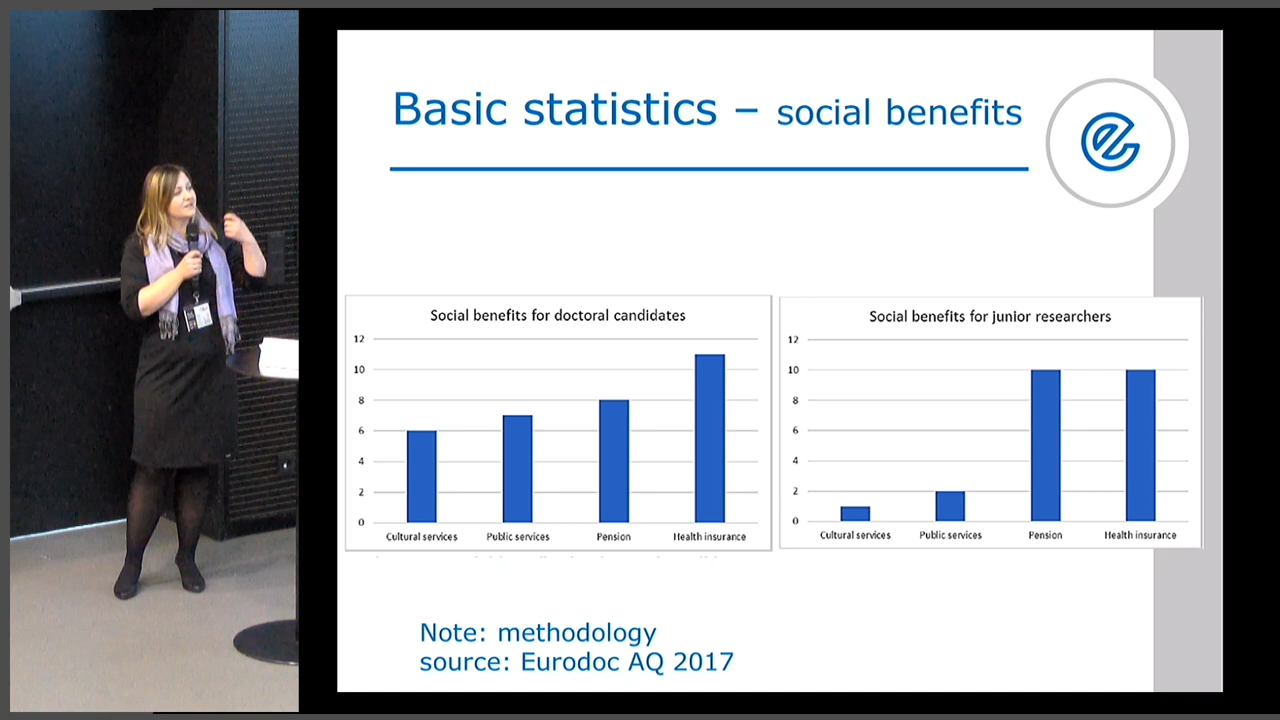 Basic statistics – social benefits
Social benefits for doctoral candidates
12
10
8
6
4
2
0
Cultural services Public services Pension Health insurance
Social benefits for junior researchers
12
10
8
6
4
2
0
Cultural services Public services Pension Health insurance
Note: methodology
source: Eurodoc AQ 2017